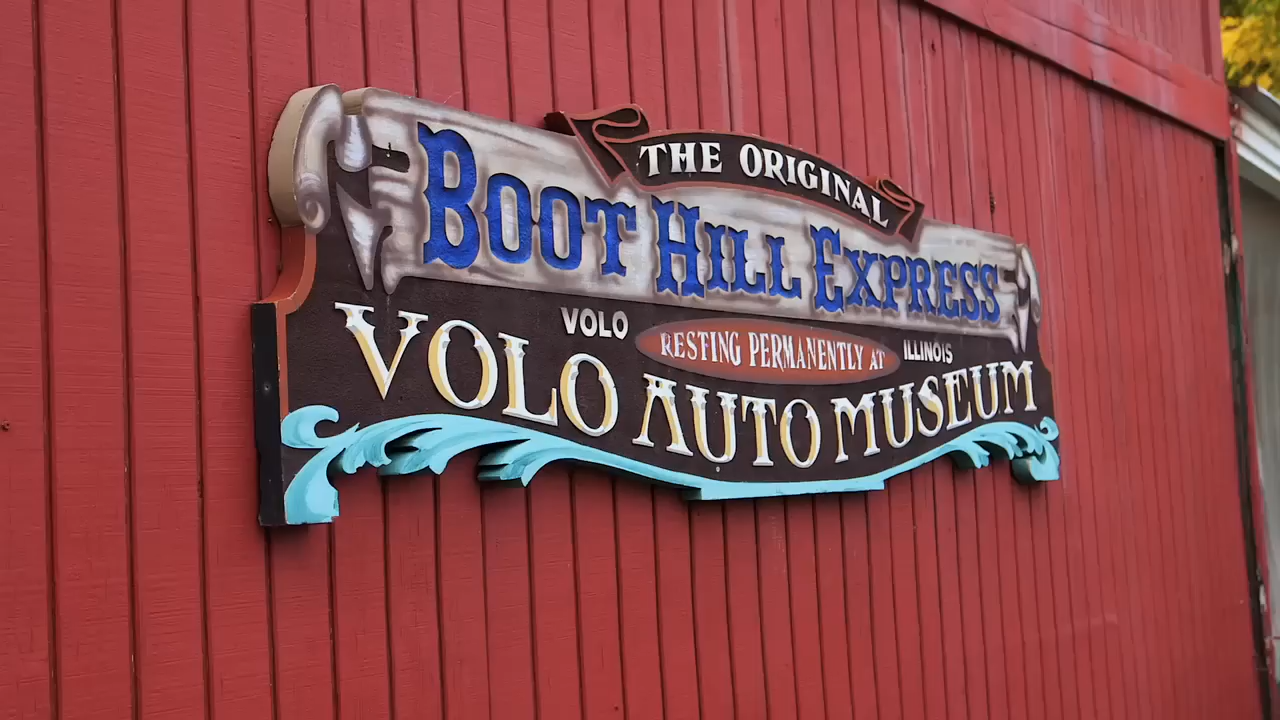 THE ORIGINAL
BOOT HILL EXPRESS
VOLO RESTING PERMANENTLY AT ILLINOIS
VOLO AUTO MUSEUM